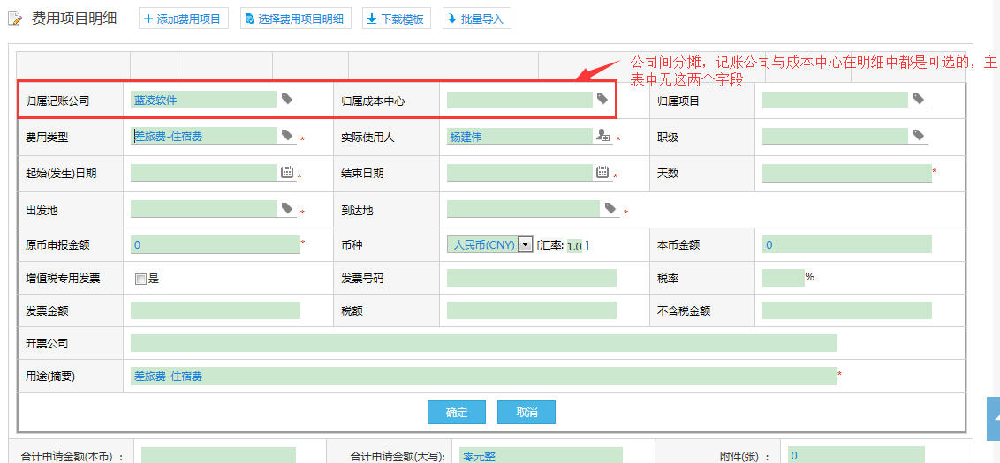 费用项目明细 添加费用项目 选择费用项目明细 下载模板 批量导入
公司间分摊，记账公司与成本中心在明细中都是可选的，主
表中无这两个字段
归属记账公司 蓝凌软件 归属成本中心 归属项目
费用类型 差旅费-住宿费 * 实际使用人 杨建伟 * 职级
起始(发生)日期 * 结束日期 * 天数 *
出发地 * 到达地 *
原币申报金额 0 * 币种 人民币(CNY) [汇率: 1.0 ] 本币金额 0
增值税专用发票 是 发票号码 税率 %
发票金额 税额 不含税金额
开票公司
用途(摘要) 差旅费-住宿费 *
确定 取消
合计申请金额(本币) ： 合计申请金额(大写): 零元整 附件(张) ： 0